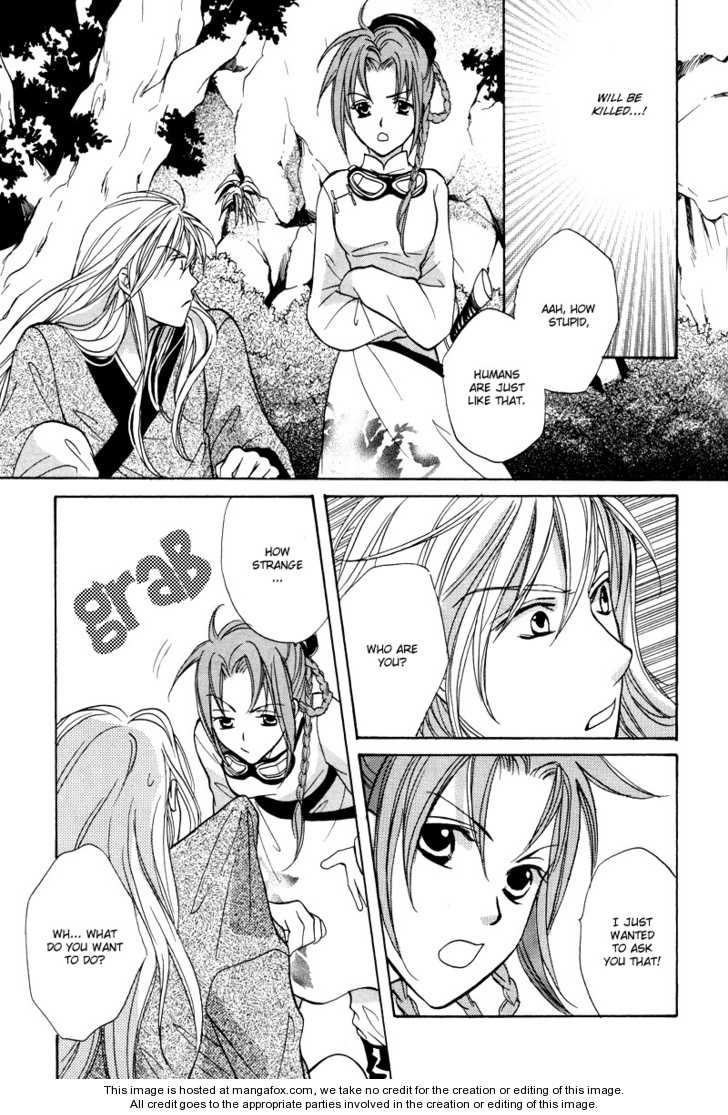 WILL BE
KILLED...!
AAH, HOW
STUPID,
HUMANS
ARE JUST
LIKE THAT.
WHO ARE
YOU?
I JUST
WANTED
TO ASK
YOU THAT!
HOW
STRANGE
...
graB
WH... WHAT
DO YOU WANT
TO DO?
This image is hosted at mangafox.com, we take no credit for the creation or editing of this image.
All credit goes to the appropriate parties involved in the creation or editing of this image.